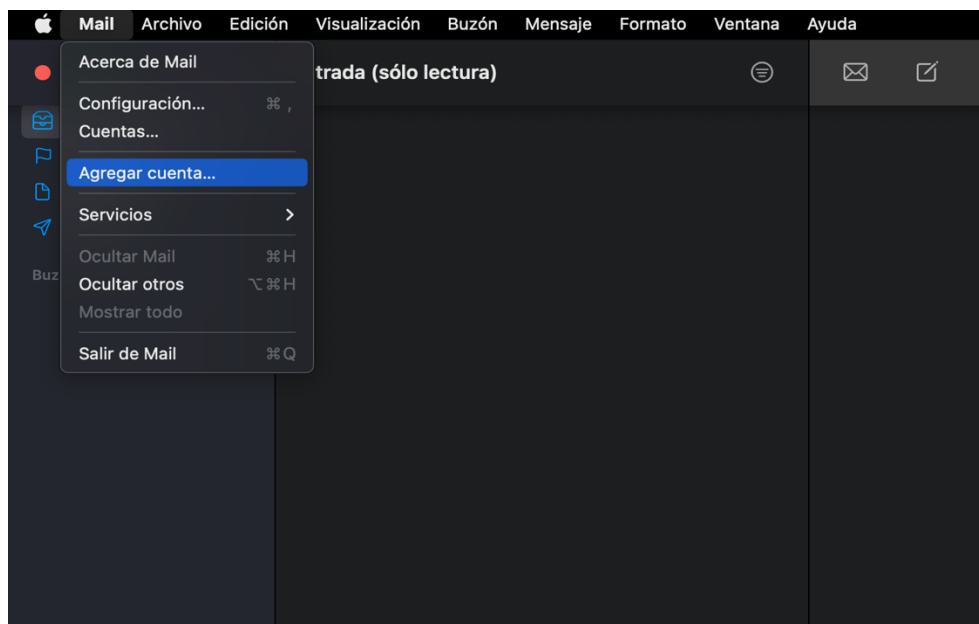 Mail Archivo Edición Visualización Buzón Mensaje Formato Ventana Ayuda
trada (sólo lectura)
Acerca de Mail
Configuración... ⌘ ,
Cuentas...
Agregar cuenta...
Servicios
Ocultar Mail ⌘ H
Ocultar otros ⌥ ⌘ H
Mostrar todo
Salir de Mail ⌘ Q
Buz